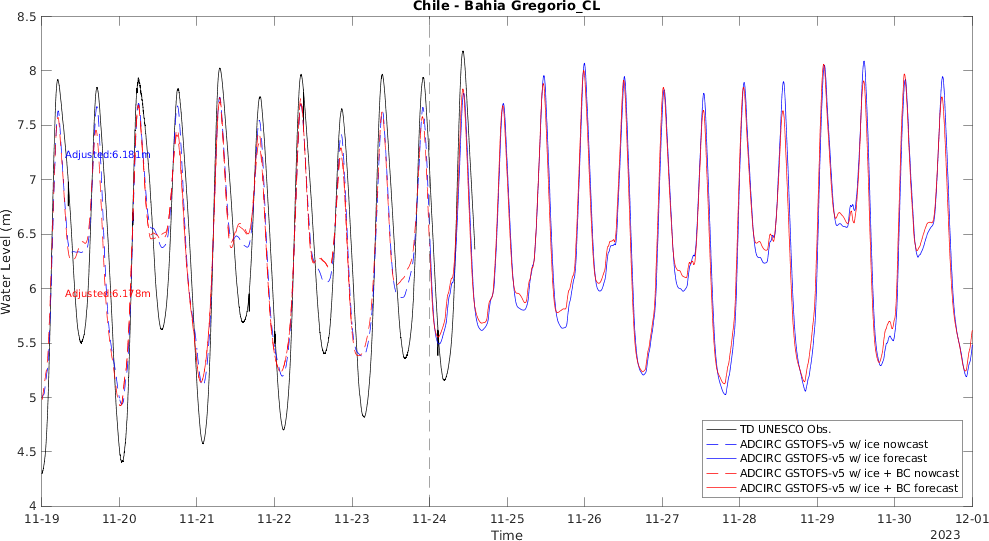 Chile - Bahia Gregorio_CL
8.5
8
7.5
7
6.5
6
5.5
5
4.5
4
Water Level (m)
Adjusted:6.181m
Adjusted:6.178m
TD UNESCO Obs.
ADCIRC GSTOFS-v5 w/ ice nowcast
ADCIRC GSTOFS-v5 w/ ice forecast
ADCIRC GSTOFS-v5 w/ ice + BC nowcast
ADCIRC GSTOFS-v5 w/ ice + BC forecast
11-19 11-20 11-21 11-22 11-23 11-24 11-25 11-26 11-27 11-28 11-29 11-30 12-01
Time
2023